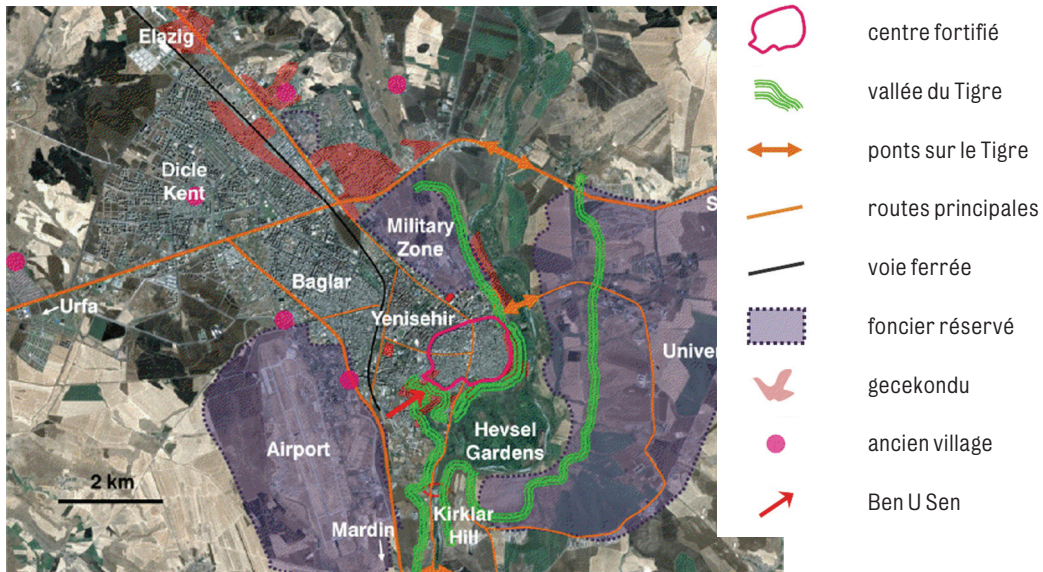 Elazig
Dicle
Kent
Military
Zone
S
Baglar
Urfa
Yenisehir
Univer
Airport
Hevsel
Gardens
2 km
Mardin
Kirklar
Hill
centre fortifié
vallée du Tigre
ponts sur le Tigre
routes principales
voie ferrée
foncier réservé
gecekondu
ancien village
Ben U Sen